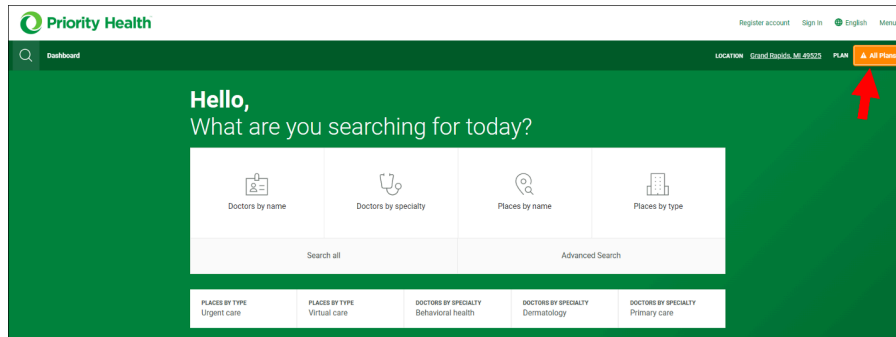 Priority Health
Register account Sign In English Menu
Dashboard
LOCATION Grand Rapids, MI 49525 PLAN All Plans
Hello,
What are you searching for today?
Doctors by name Doctors by specialty Places by name Places by type
Search all Advanced Search
PLACES BY TYPE PLACES BY TYPE DOCTORS BY SPECIALTY DOCTORS BY SPECIALTY DOCTORS BY SPECIALTY
Urgent care Virtual care Behavioral health Dermatology Primary care